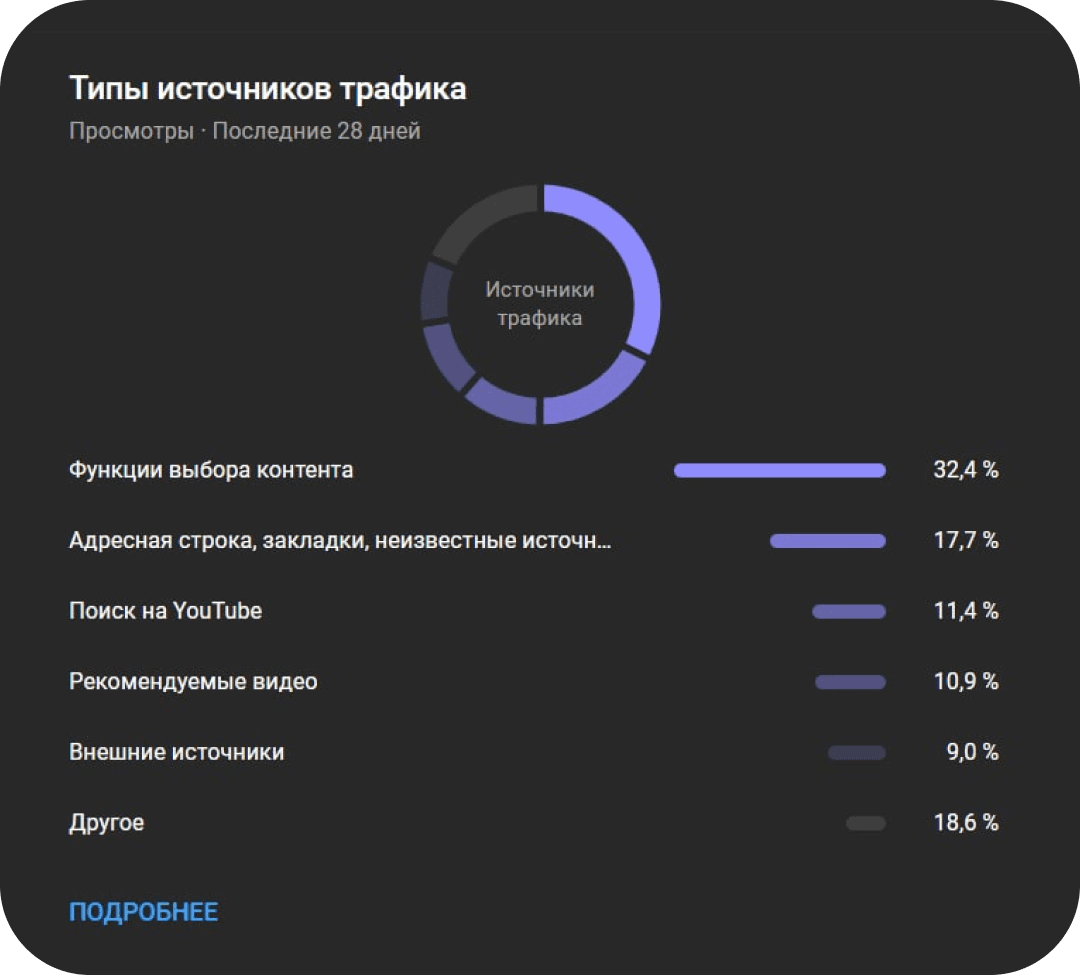 Типы источников трафика
Просмотры · Последние 28 дней
Источники
трафика
Функции выбора контента 32,4 %
Адресная строка, закладки, неизвестные источн... 17,7 %
Поиск на YouTube 11,4 %
Рекомендуемые видео 10,9 %
Внешние источники 9,0 %
Другое 18,6 %
ПОДРОБНЕЕ